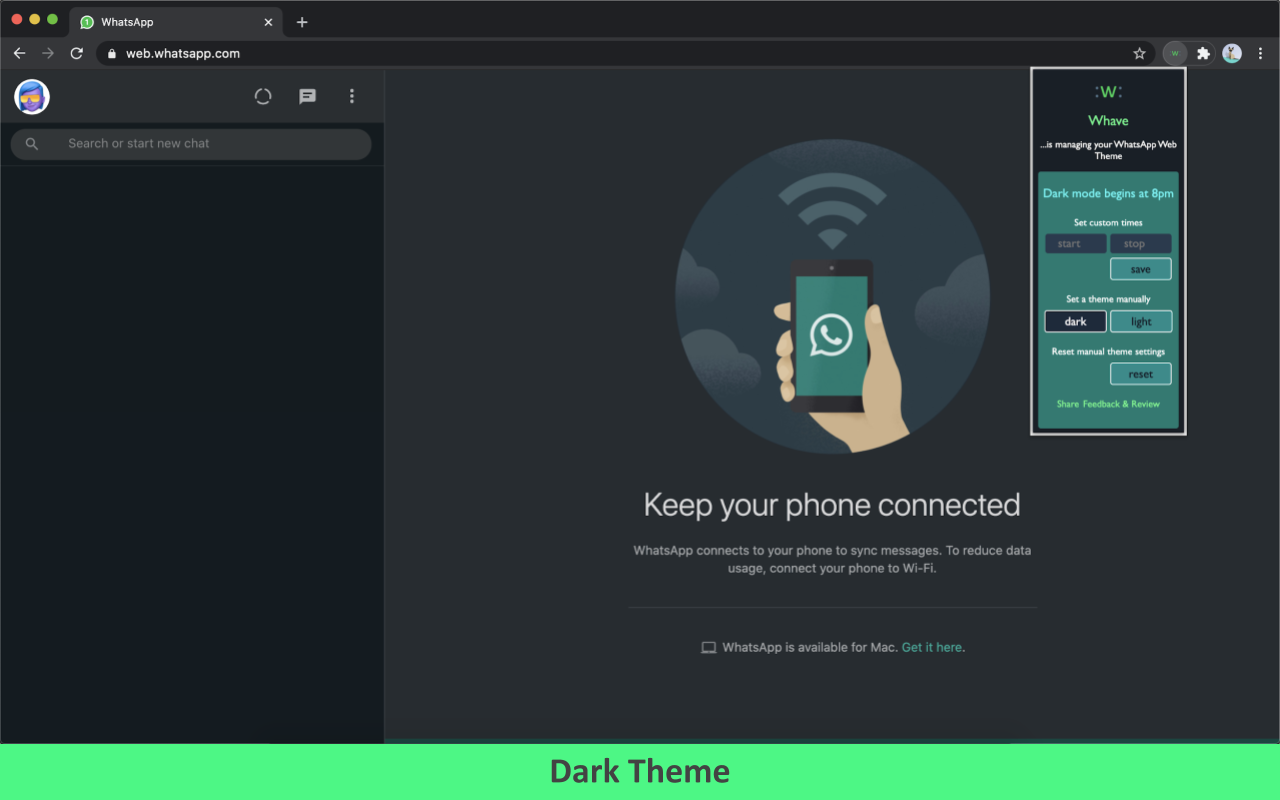 1
WhatsApp
web.whatsapp.com
w
Search or start new chat
:W:
Whave
...is managing your WhatsApp Web
Theme
Dark mode begins at 8pm
Set custom times
start stop
save
Set a theme manually
dark light
Reset manual theme settings
reset
Share Feedback & Review
Keep your phone connected
WhatsApp connects to your phone to sync messages. To reduce data
usage, connect your phone to Wi-Fi.
WhatsApp is available for Mac. Get it here.
Dark Theme